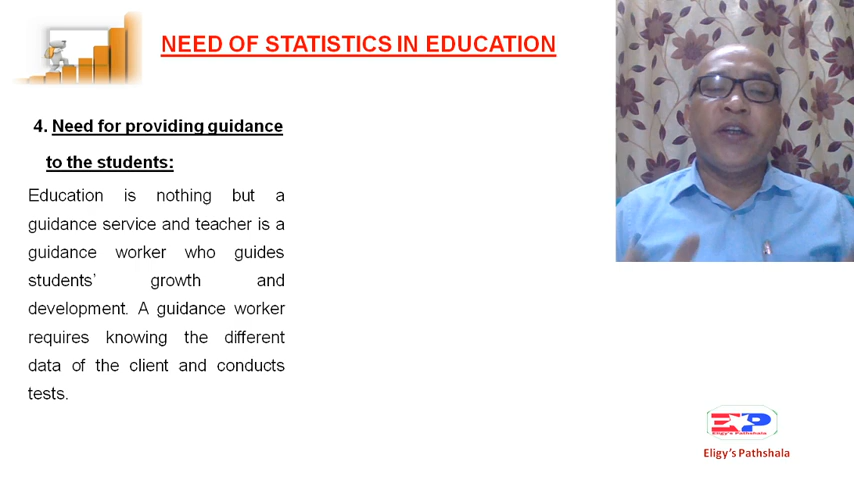 NEED OF STATISTICS IN EDUCATION
4. Need for providing guidance
to the students:
Education is nothing but a
guidance service and teacher is a
guidance worker who guides
students’ growth and
development. A guidance worker
requires knowing the different
data of the client and conducts
tests.
EP
Eligy's Pathshala
Eligy’s Pathshala